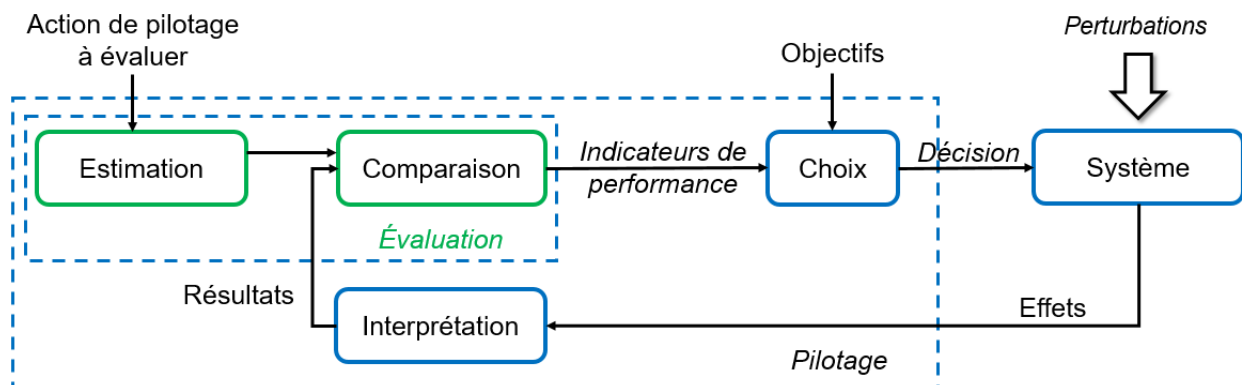 Action de pilotage
à évaluer
Objectifs
Perturbations
Estimation
Comparaison
Indicateurs de
performance
Choix
Décision
Système
Évaluation
Résultats
Interprétation
Effets
Pilotage